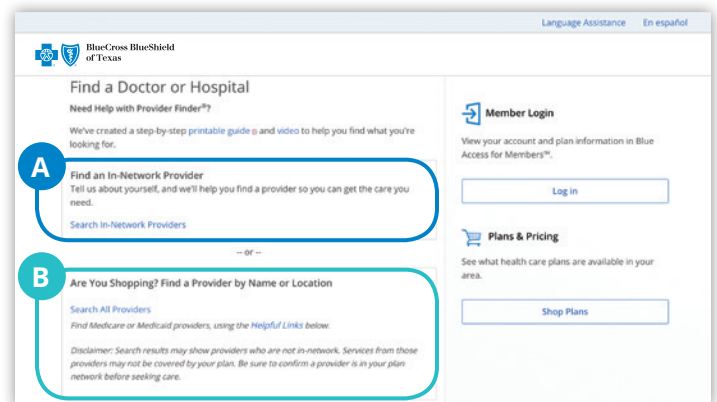 Language Assistance En español
BlueCross BlueShield
of Texas
Find a Doctor or Hospital
Need Help with Provider Finder®?
We've created a step-by-step printable guide and video to help you find what you're
looking for.
A
Find an In-Network Provider
Tell us about yourself, and we'll help you find a provider so you can get the care you
need.
Search In-Network Providers
-- or --
B
Are You Shopping? Find a Provider by Name or Location
Search All Providers
Find Medicare or Medicaid providers, using the Helpful Links below.
Disclaimer: Search results may show providers who are not in-network. Services from those
providers may not be covered by your plan. Be sure to confirm a provider is in your plan
network before seeking care.
Member Login
View your account and plan information in Blue
Access for Members℠.
Log in
Plans & Pricing
See what health care plans are available in your
area.
Shop Plans